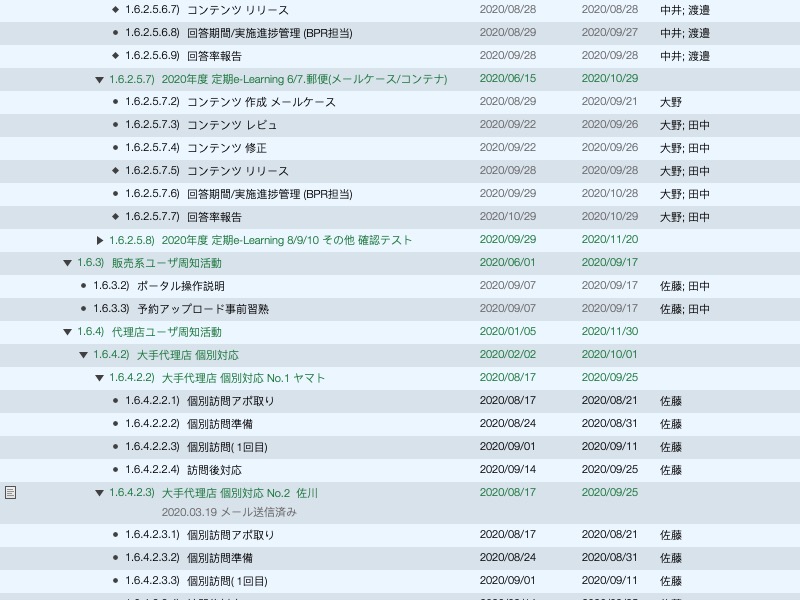 1.6.2.5.6.7) コンテンツ リリース 2020/08/28 2020/08/28 中井; 渡邉
1.6.2.5.6.8) 回答期間/実施進捗管理 (BPR担当) 2020/08/29 2020/09/28 中井; 渡邉
1.6.2.5.6.9) 回答率報告 2020/09/28 2020/09/28 中井; 渡邉
1.6.2.5.7) 2020年度 定期e-Learning 6/7.郵便(メールケース/コンテナ) 2020/06/15 2020/10/29
1.6.2.5.7.2) コンテンツ 作成 メールケース 2020/08/29 2020/09/21 大野
1.6.2.5.7.3) コンテンツ レビュ 2020/09/22 2020/09/26 大野; 田中
1.6.2.5.7.4) コンテンツ 修正 2020/09/22 2020/09/26 大野; 田中
1.6.2.5.7.5) コンテンツ リリース 2020/09/28 2020/09/28 大野; 田中
1.6.2.5.7.6) 回答期間/実施進捗管理 (BPR担当) 2020/09/29 2020/10/28 大野; 田中
1.6.2.5.7.7) 回答率報告 2020/10/29 2020/10/29 大野; 田中
1.6.2.5.8) 2020年度 定期e-Learning 8/9/10 その他 確認テスト 2020/09/29 2020/11/20
1.6.3) 販売系ユーザ周知活動 2020/06/01 2020/09/17
1.6.3.2) ポータル操作説明 2020/09/07 2020/09/17 佐藤; 田中
1.6.3.3) 予約アップロード事前習熟 2020/09/07 2020/09/17 佐藤; 田中
1.6.4) 代理店ユーザ周知活動 2020/01/05 2020/11/30
1.6.4.2) 大手代理店 個別対応 2020/02/02 2020/10/01
1.6.4.2.2) 大手代理店 個別対応 No.1 ヤマト 2020/08/17 2020/09/25
1.6.4.2.2.1) 個別訪問アポ取り 2020/08/17 2020/08/21 佐藤
1.6.4.2.2.2) 個別訪問準備 2020/08/24 2020/08/31 佐藤
1.6.4.2.2.3) 個別訪問( 1回目) 2020/09/01 2020/09/11 佐藤
1.6.4.2.2.4) 訪問後対応 2020/09/14 2020/09/25 佐藤
1.6.4.2.3) 大手代理店 個別対応 No.2 佐川 2020/08/17 2020/09/25
2020.03.19 メール送信済み
1.6.4.2.3.1) 個別訪問アポ取り 2020/08/17 2020/08/21 佐藤
1.6.4.2.3.2) 個別訪問準備 2020/08/24 2020/08/31 佐藤
1.6.4.2.3.3) 個別訪問( 1回目) 2020/09/01 2020/09/11 佐藤